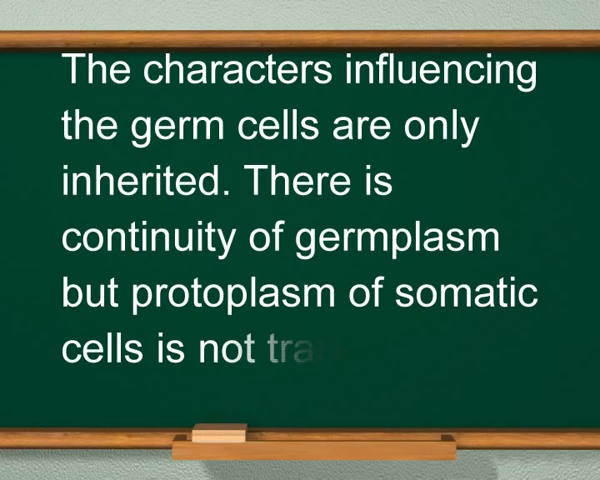 The characters influencing
the germ cells are only
inherited. There is
continuity of germplasm
but protoplasm of somatic
cells is not